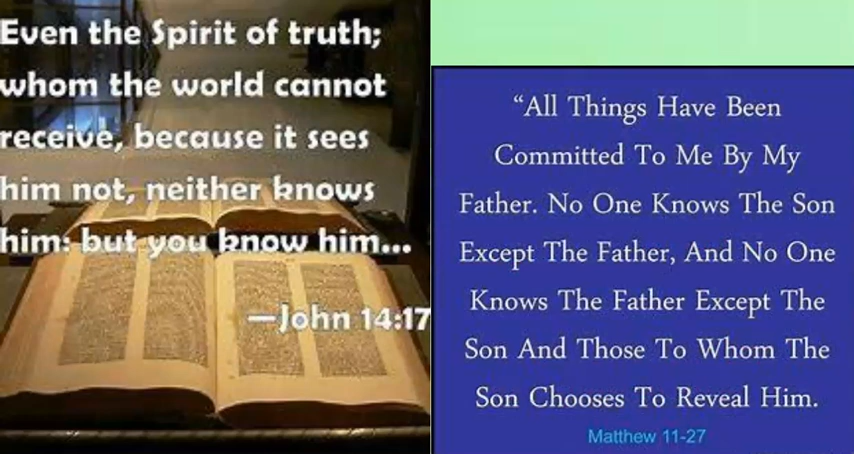 Even the Spirit of truth;
whom the world cannot
receive, because it sees
him not, neither knows
him: but you know him...
—John 14:17
“All Things Have Been
Committed To Me By My
Father. No One Knows The Son
Except The Father, And No One
Knows The Father Except The
Son And Those To Whom The
Son Chooses To Reveal Him.
Matthew 11-27